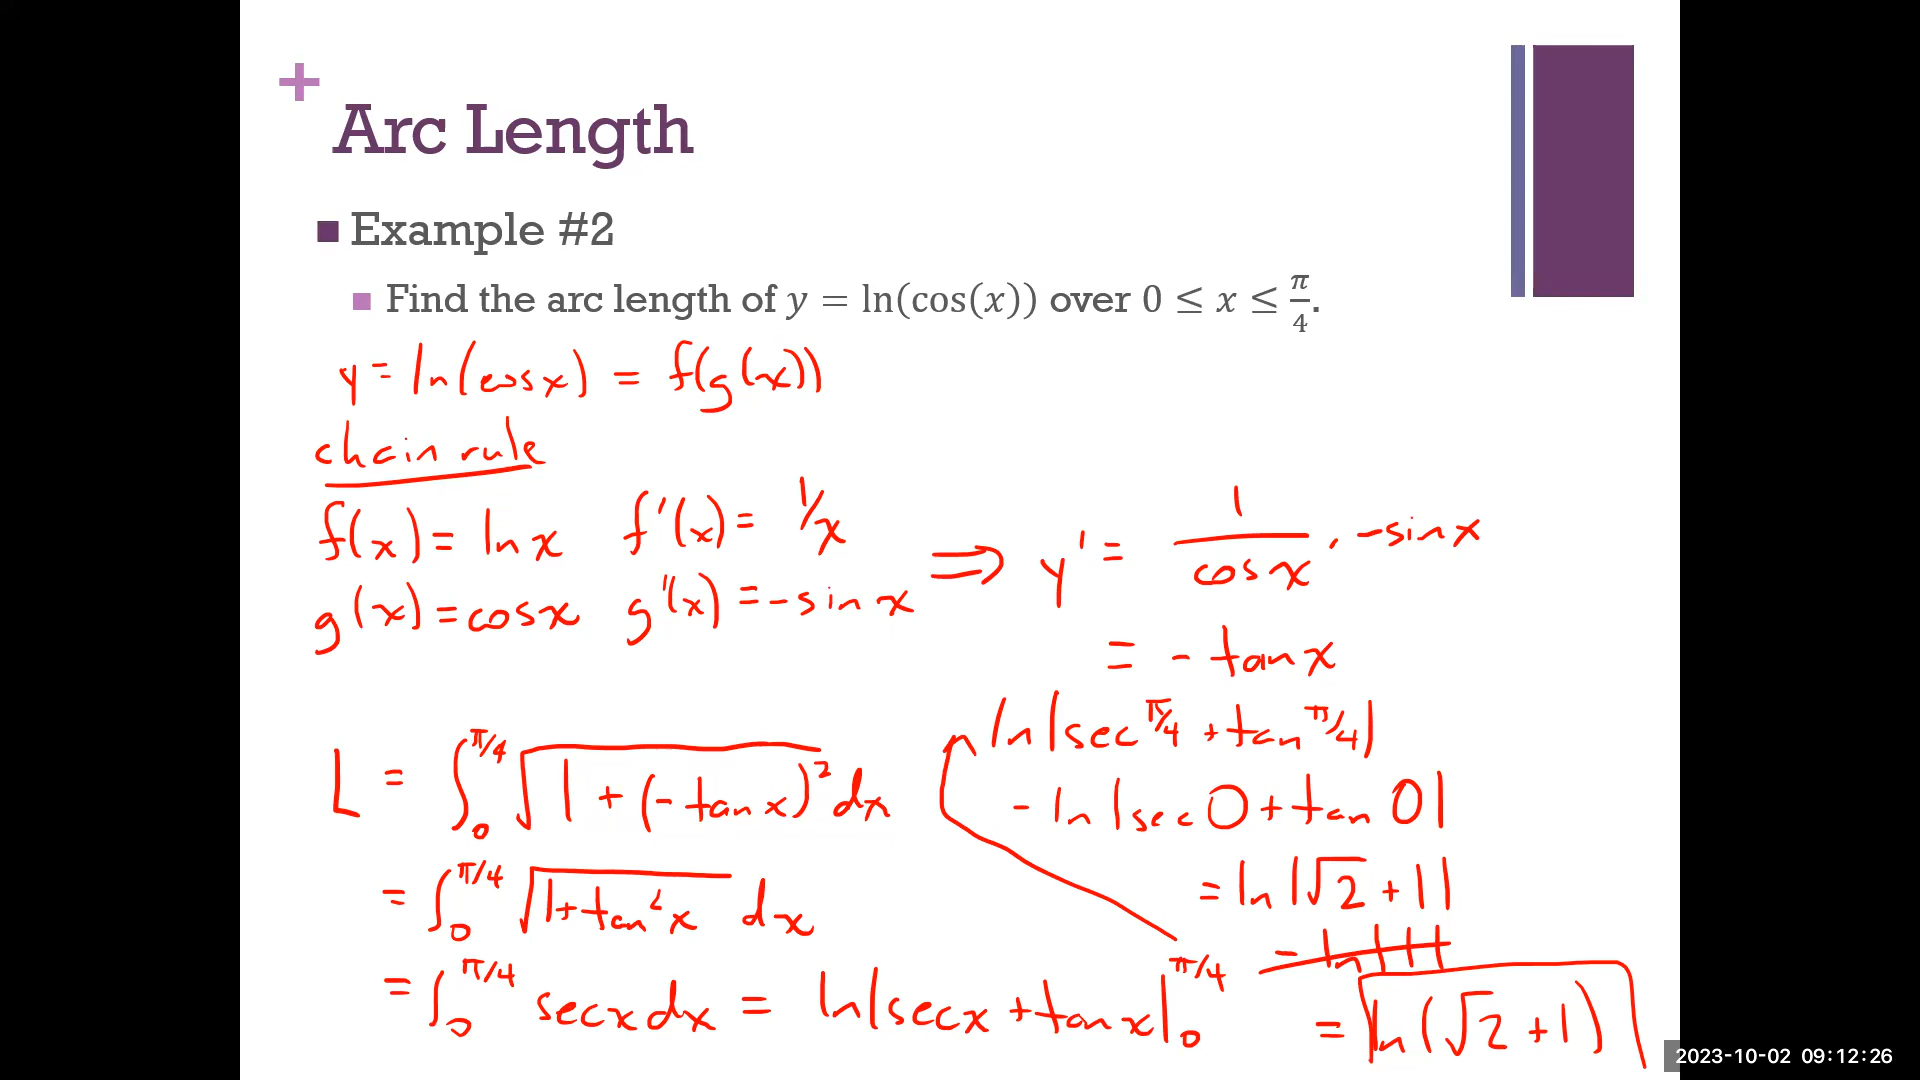 +
Arc Length
Example #2
Find the arc length of y = ln(cos(x)) over 0 ≤ x ≤ π/4.
y = ln(cos x) = f(g(x))
chain rule
f(x) = ln x f'(x) = 1/x
g(x) = cos x g'(x) = - sin x
⟹ y' = 1/cos x · -sin x
= - tan x
L = ∫₀^π/4 √(1 + (- tan x)²) dx
= ∫₀^π/4 √(1 + tan² x) dx
= ∫₀^π/4 sec x dx = ln|sec x + tan x|₀^π/4
ln|sec π/4 + tan π/4|
- ln|sec 0 + tan 0|
= ln|√2 + 1|
- ln|1|
= ln(√2 + 1)
2023-10-02 09:12:26